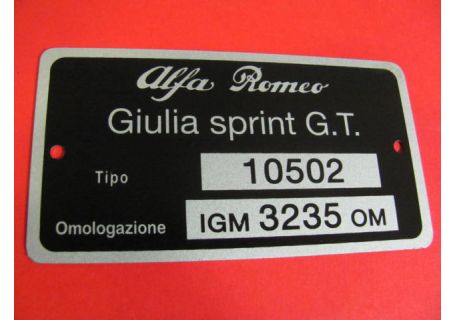 Alfa Romeo
Giulia sprint G.T.
Tipo 10502
Omologazione IGM 3235 OM